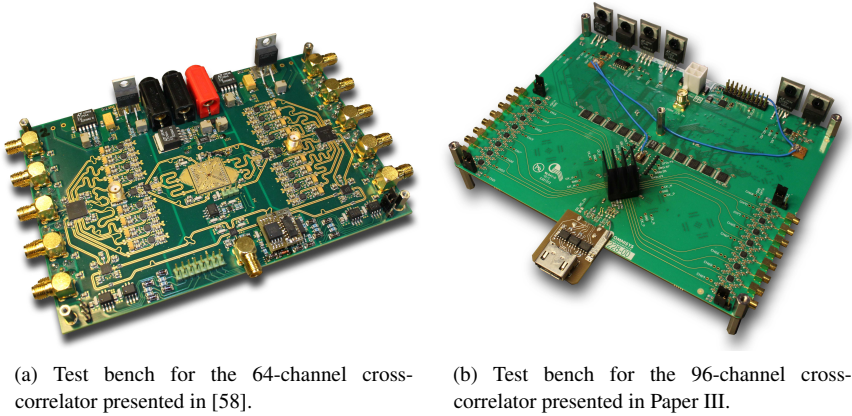 (a) Test bench for the 64-channel cross-
correlator presented in [58].
(b) Test bench for the 96-channel cross-
correlator presented in Paper III.